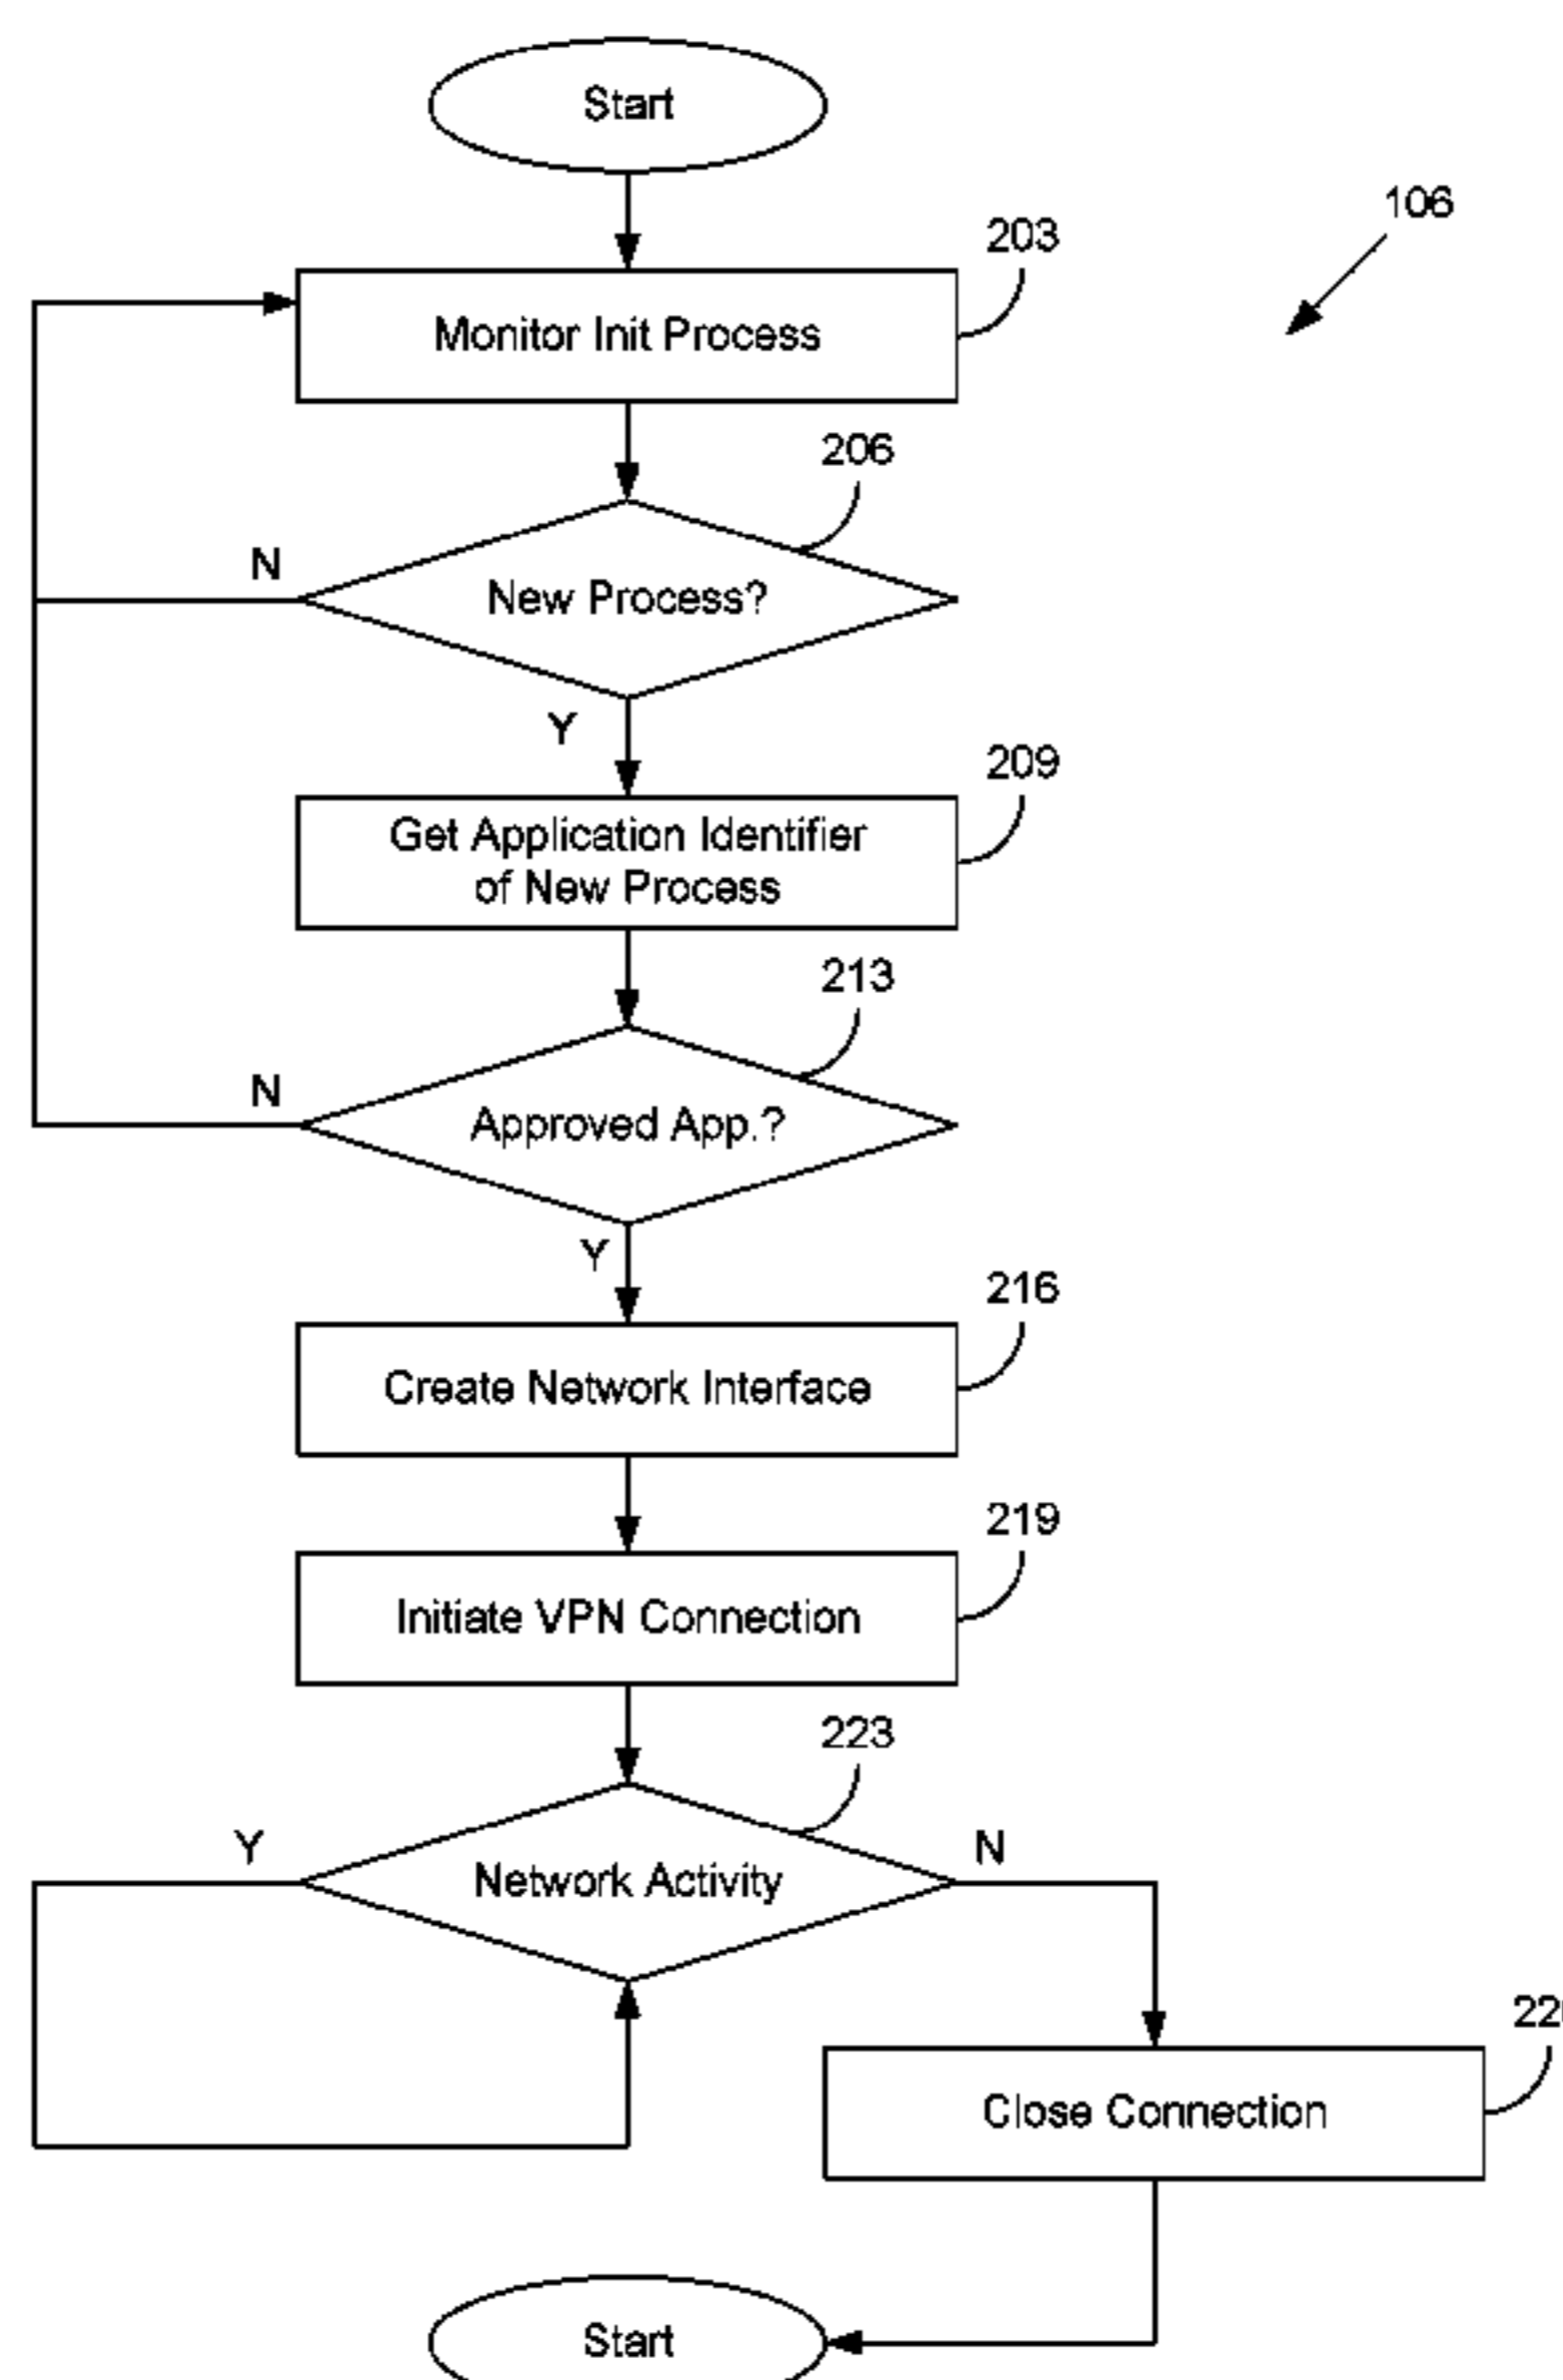 Start
203
106
Monitor Init Process
206
N
New Process?
Y
209
Get Application Identifier
of New Process
213
N
Approved App.?
Y
216
Create Network Interface
219
Initiate VPN Connection
223
Y
N
Network Activity
Close Connection
Start